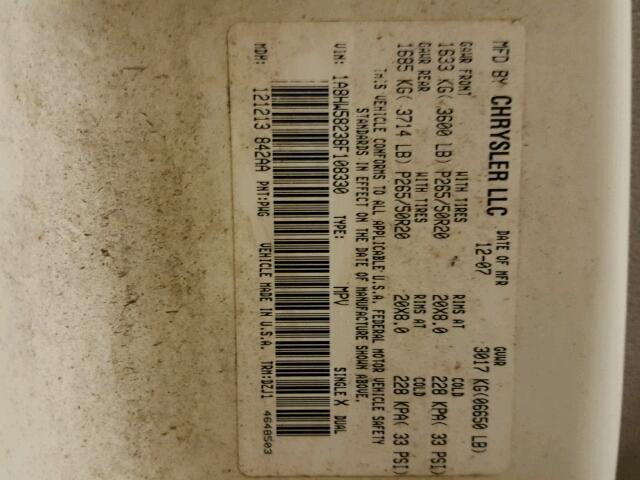 MFD BY CHRYSLER LLC DATE OF MFR 12-07 GVWR 3017 KG(06650 LB)
GAWR FRONT WITH TIRES RIMS AT COLD
1633 KG( 3600 LB) P265/50R20 20X8.0 228 KPA( 33 PSI)
GAWR REAR WITH TIRES RIMS AT COLD
1685 KG( 3714 LB) P265/50R20 20X8.0 228 KPA( 33 PSI)
THIS VEHICLE CONFORMS TO ALL APPLICABLE U.S.A. FEDERAL MOTOR VEHICLE SAFETY
STANDARDS IN EFFECT ON THE DATE OF MANUFACTURE SHOWN ABOVE.
VIN: 1A8HW58238F108330 TYPE: MPV SINGLE X DUAL
MDH: 121213 842AA PNT:PW6 VEHICLE MADE IN U.S.A. TRM:DZJ1 4648503